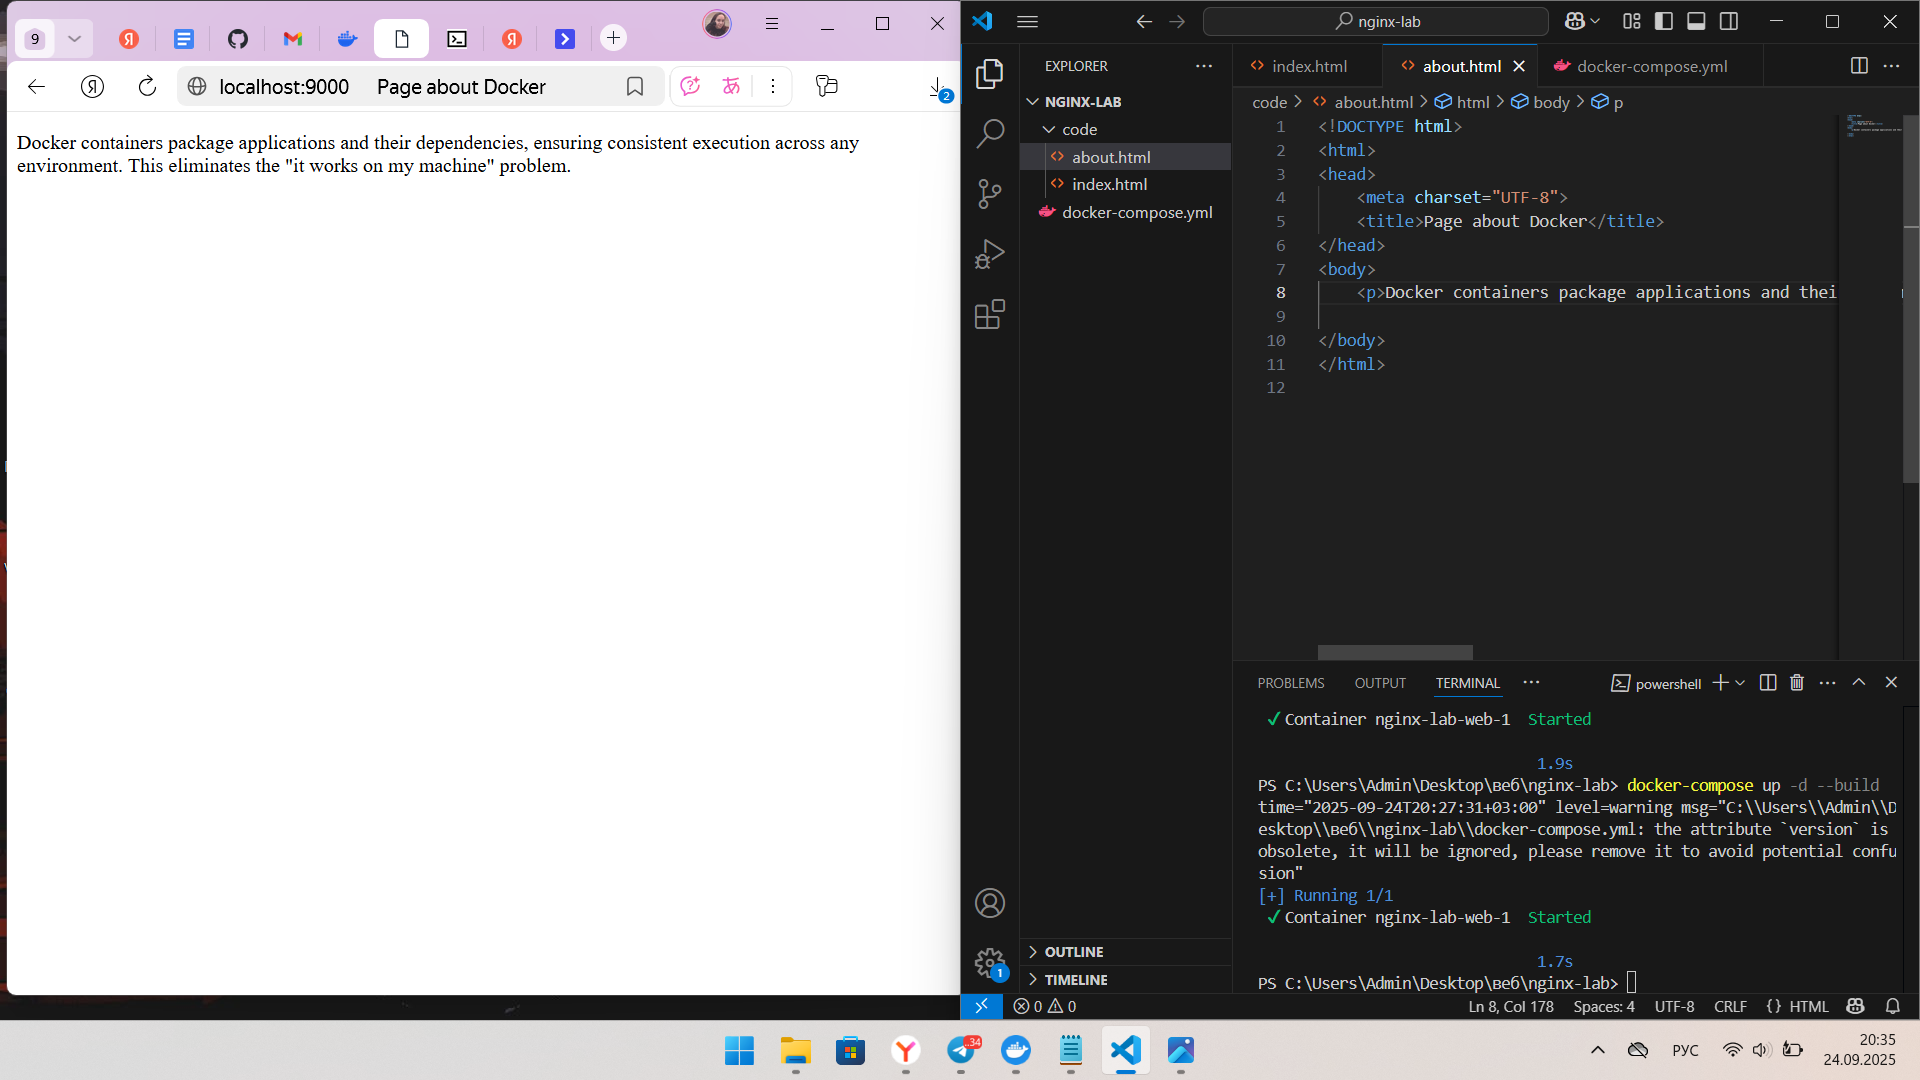 9
localhost:9000 Page about Docker
2
Docker containers package applications and their dependencies, ensuring consistent execution across any
environment. This eliminates the "it works on my machine" problem.
nginx-lab
EXPLORER
NGINX-LAB
code
about.html
index.html
docker-compose.yml
OUTLINE
TIMELINE
1
index.html
about.html
docker-compose.yml
code > about.html > html > body > p
1 <!DOCTYPE html>
2 <html>
3 <head>
4 <meta charset="UTF-8">
5 <title>Page about Docker</title>
6 </head>
7 <body>
8 <p>Docker containers package applications and thei
9
10 </body>
11 </html>
12
PROBLEMS OUTPUT TERMINAL
powershell
✓ Container nginx-lab-web-1 Started
1.9s
PS C:\Users\Admin\Desktop\веб\nginx-lab> docker-compose up -d --build
time="2025-09-24T20:27:31+03:00" level=warning msg="C:\\Users\\Admin\\D
esktop\\веб\\nginx-lab\\docker-compose.yml: the attribute `version` is
obsolete, it will be ignored, please remove it to avoid potential confu
sion"
[+] Running 1/1
✓ Container nginx-lab-web-1 Started
1.7s
PS C:\Users\Admin\Desktop\веб\nginx-lab>
0 0 Ln 8, Col 178 Spaces: 4 UTF-8 CRLF {} HTML
34
РУС
20:35
24.09.2025